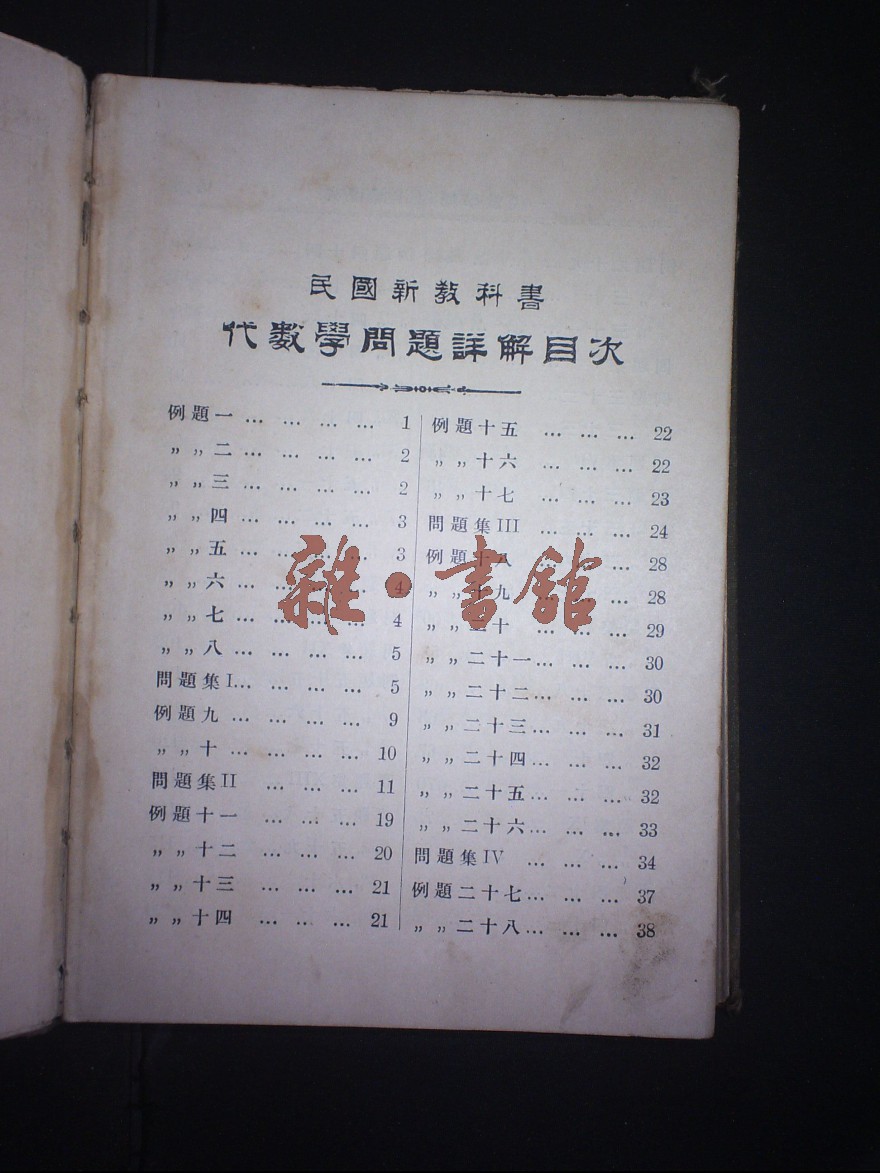 民國新教科書
代數學問題詳解目次
例題一 … … … … 1
,, ,, 二 … … … … 2
,, ,, 三 … … … … 2
,, ,, 四 … … … … 3
,, ,, 五 … … … … 3
,, ,, 六 … … … … 4
,, ,, 七 … … … … 4
,, ,, 八 … … … … 5
問題集I … … … … 5
例題九 … … … … 9
,, ,, 十 … … … … 10
問題集II … … … 11
例題十一 … … … 19
,, ,, 十二 … … … 20
,, ,, 十三 … … … 21
,, ,, 十四 … … … 21
例題十五 … … … 22
,, ,, 十六 … … … 22
,, ,, 十七 … … … 23
問題集III … … … 24
例題十八 … … … 28
,, ,, 十九 … … … 28
,, ,, 二十 … … … 29
,, ,, 二十一 … … … 30
,, ,, 二十二 … … … 30
,, ,, 二十三 … … … 31
,, ,, 二十四 … … … 32
,, ,, 二十五 … … … 32
,, ,, 二十六 … … … 33
問題集IV … … … 34
例題二十七 … … … 37
,, ,, 二十八 … … … 38
雜·書館